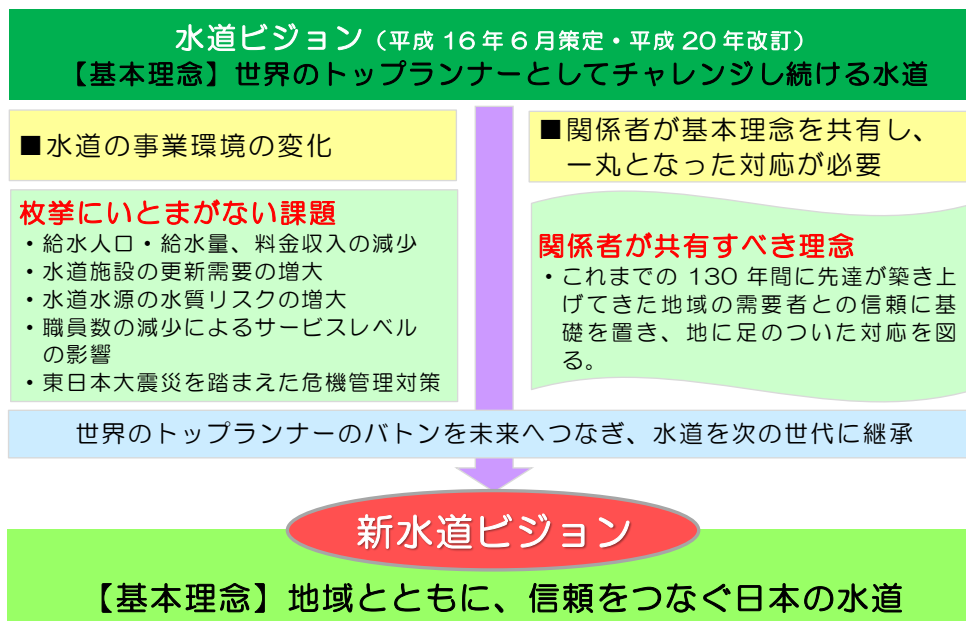 水道ビジョン（平成 16 年 6 月策定・平成 20 年改訂）
【基本理念】世界のトップランナーとしてチャレンジし続ける水道
■水道の事業環境の変化
枚挙にいとまがない課題
・給水人口・給水量、料金収入の減少
・水道施設の更新需要の増大
・水道水源の水質リスクの増大
・職員数の減少によるサービスレベル
の影響
・東日本大震災を踏まえた危機管理対策
■関係者が基本理念を共有し、
一丸となった対応が必要
関係者が共有すべき理念
・これまでの 130 年間に先達が築き上
げてきた地域の需要者との信頼に基
礎を置き、地に足のついた対応を図
る。
世界のトップランナーのバトンを未来へつなぎ、水道を次の世代に継承
新水道ビジョン
【基本理念】地域とともに、信頼をつなぐ日本の水道